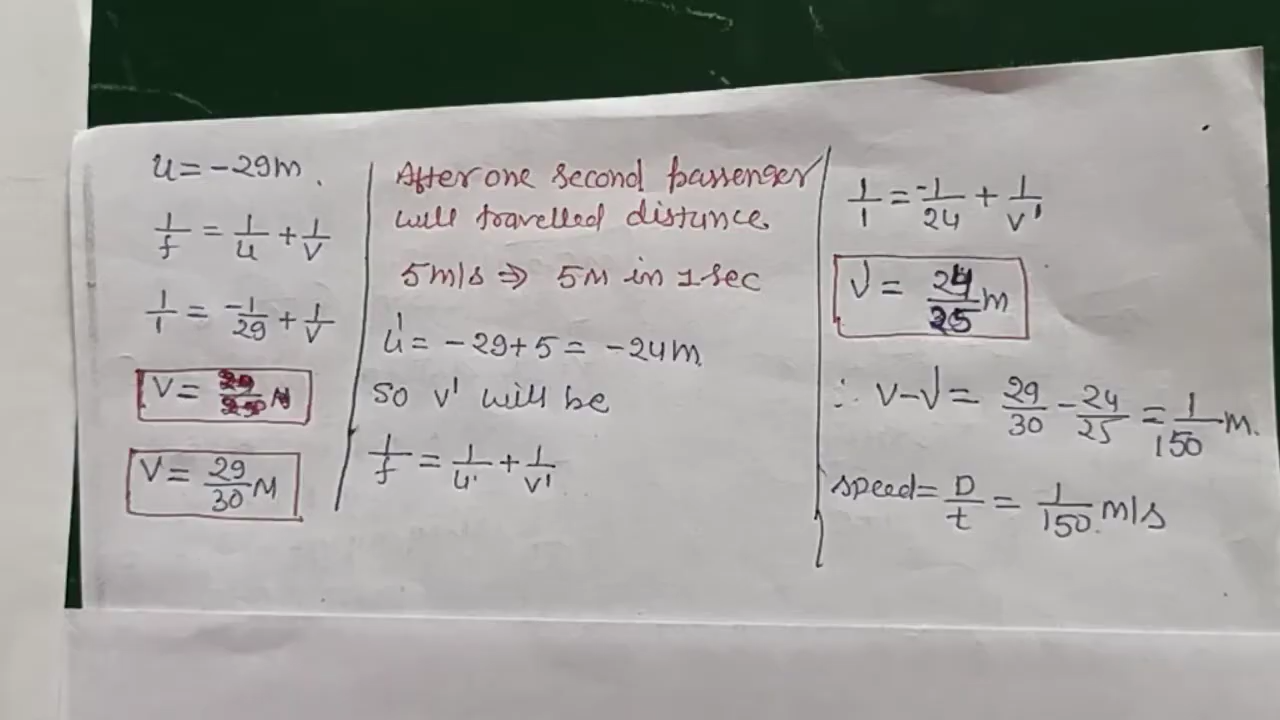 u = -29m.
1/f = 1/u + 1/v
1/1 = -1/29 + 1/v
V = 29/30 M
After one second passenger
will travelled distance.
5m/s ⇒ 5M in 1 sec
u' = -29+5 = -24m.
so v' will be
1/f = 1/u' + 1/v'
1/1 = -1/24 + 1/v'
v' = 24/25 m
∴ v-v' = 29/30 - 24/25 = 1/150 m.
speed = D/t = 1/150 m/s